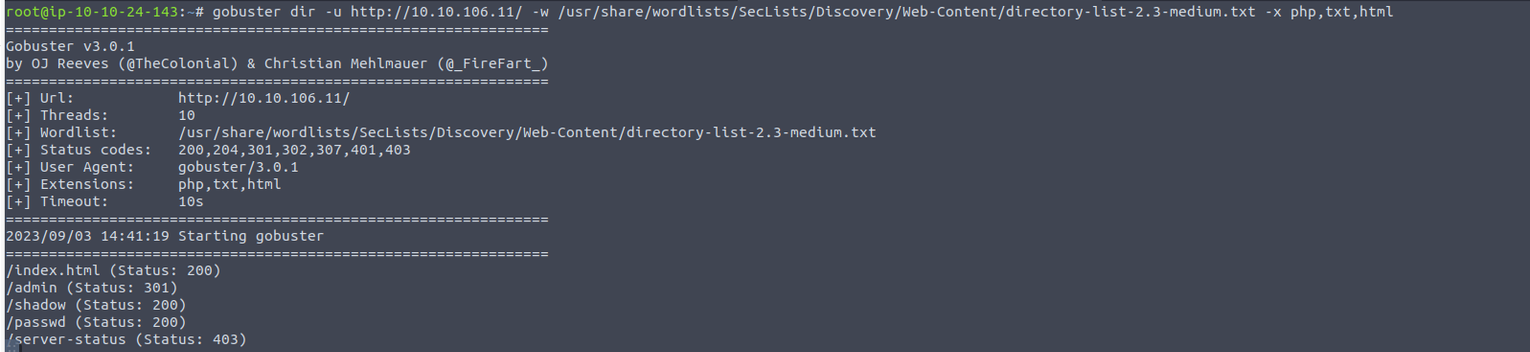 root@ip-10-10-24-143:~# gobuster dir -u http://10.10.106.11/ -w /usr/share/wordlists/SecLists/Discovery/Web-Content/directory-list-2.3-medium.txt -x php,txt,html
===============================================================
Gobuster v3.0.1
by OJ Reeves (@TheColonial) & Christian Mehlmauer (@_FireFart_)
===============================================================
[+] Url:            http://10.10.106.11/
[+] Threads:        10
[+] Wordlist:       /usr/share/wordlists/SecLists/Discovery/Web-Content/directory-list-2.3-medium.txt
[+] Status codes:   200,204,301,302,307,401,403
[+] User Agent:     gobuster/3.0.1
[+] Extensions:     php,txt,html
[+] Timeout:        10s
===============================================================
2023/09/03 14:41:19 Starting gobuster
===============================================================
/index.html (Status: 200)
/admin (Status: 301)
/shadow (Status: 200)
/passwd (Status: 200)
/server-status (Status: 403)